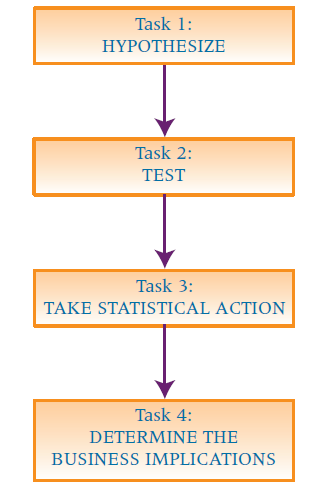 Task 1:
HYPOTHESIZE
Task 2:
TEST
Task 3:
TAKE STATISTICAL ACTION
Task 4:
DETERMINE THE
BUSINESS IMPLICATIONS